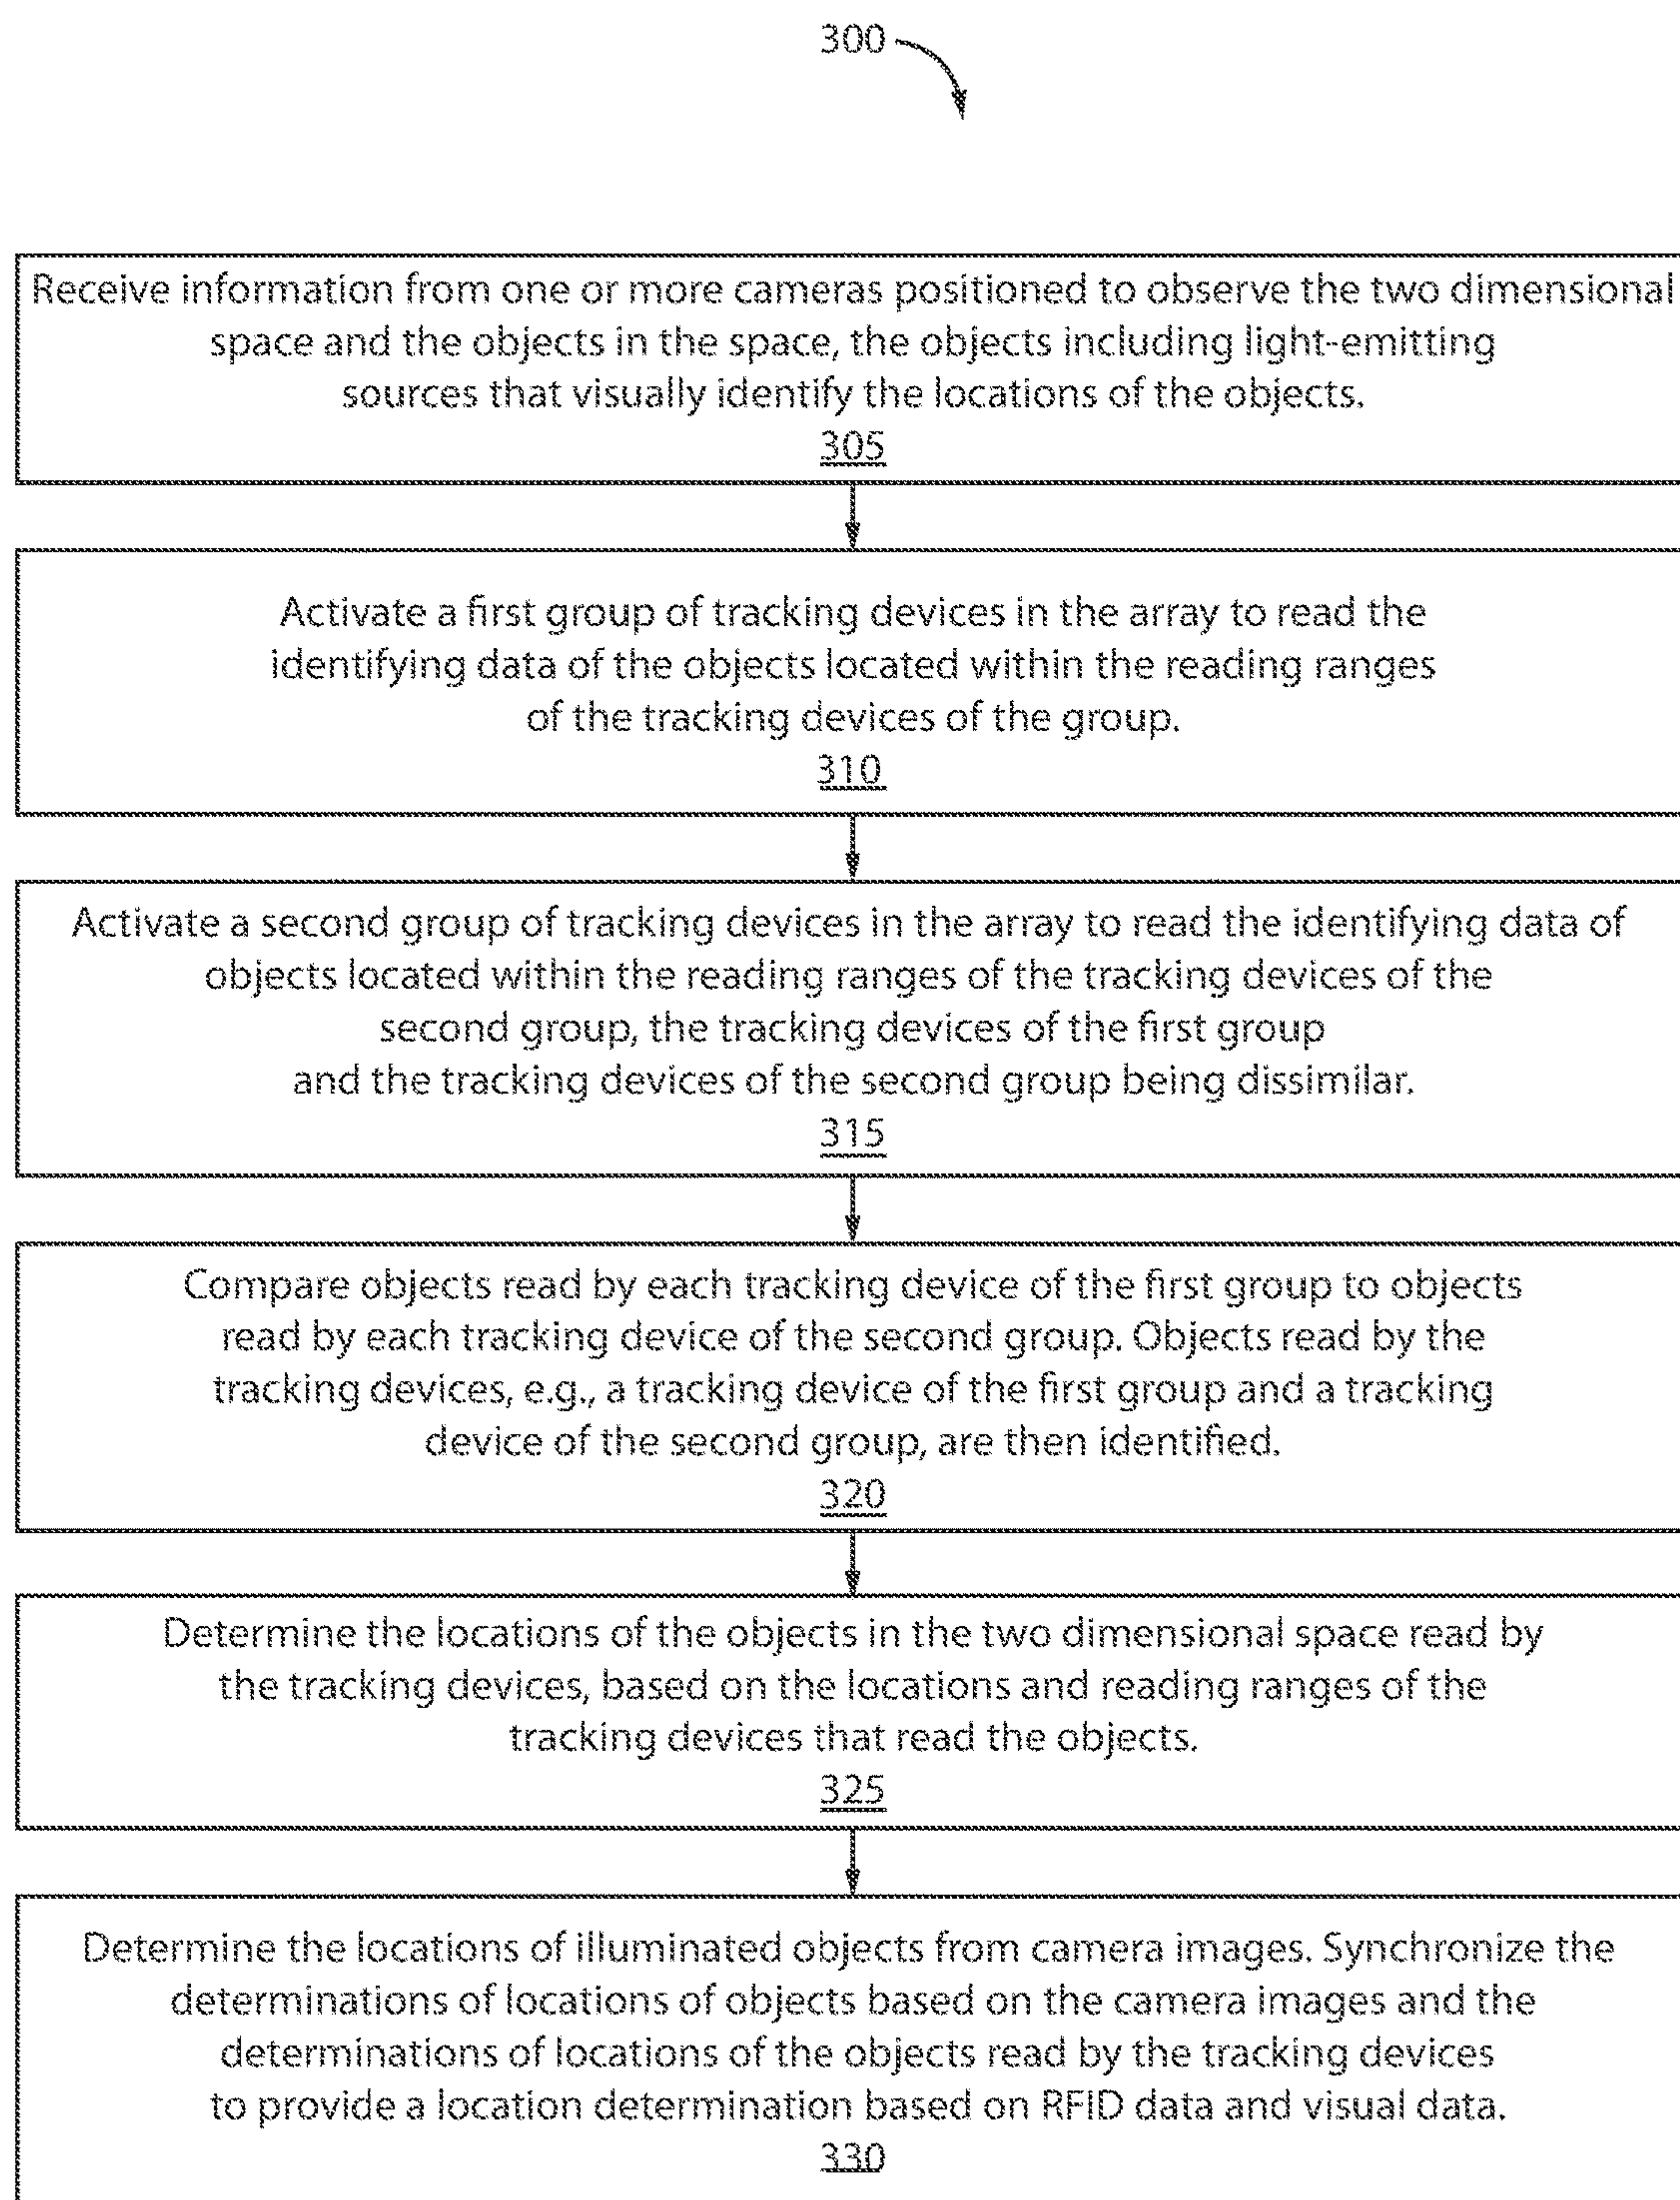 300
Receive information from one or more cameras positioned to observe the two dimensional
space and the objects in the space, the objects including light-emitting
sources that visually identify the locations of the objects.
305
Activate a first group of tracking devices in the array to read the
identifying data of the objects located within the reading ranges
of the tracking devices of the group.
310
Activate a second group of tracking devices in the array to read the identifying data of
objects located within the reading ranges of the tracking devices of the
second group, the tracking devices of the first group
and the tracking devices of the second group being dissimilar.
315
Compare objects read by each tracking device of the first group to objects
read by each tracking device of the second group. Objects read by the
tracking devices, e.g., a tracking device of the first group and a tracking
device of the second group, are then identified.
320
Determine the locations of the objects in the two dimensional space read by
the tracking devices, based on the locations and reading ranges of the
tracking devices that read the objects.
325
Determine the locations of illuminated objects from camera images. Synchronize the
determinations of locations of objects based on the camera images and the
determinations of locations of the objects read by the tracking devices
to provide a location determination based on RFID data and visual data.
330